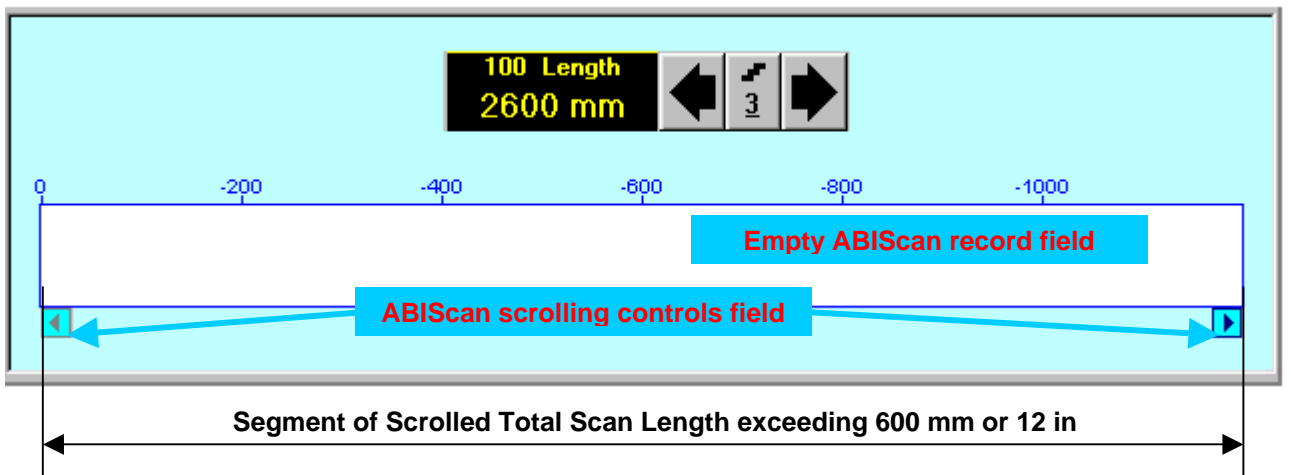 100 Length
2600 mm
3
0 -200 -400 -600 -800 -1000
Empty ABIScan record field
ABIScan scrolling controls field
Segment of Scrolled Total Scan Length exceeding 600 mm or 12 in